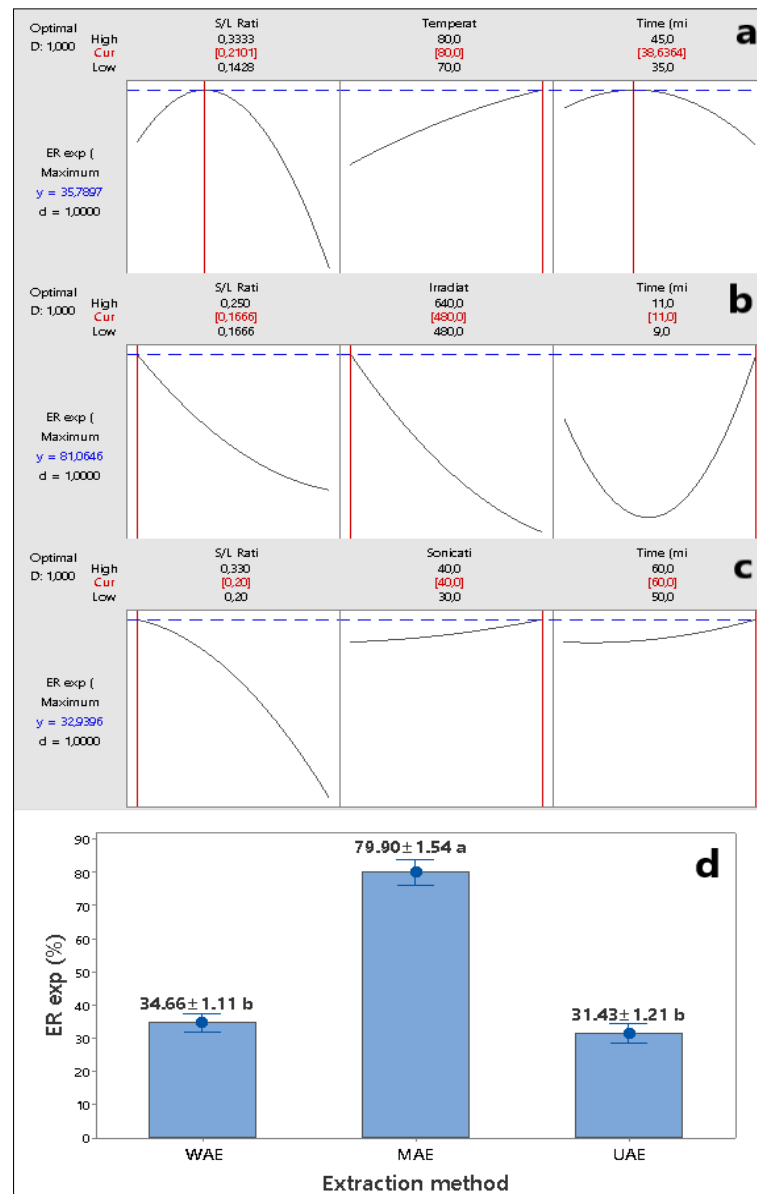 a
Optimal
D: 1,000
High
Cur
Low
S/L Rati
0,3333
[0,2101]
0,1428
Temperat
80,0
[80,0]
70,0
Time (mi
45,0
[38,6364]
35,0
ER exp (
Maximum
y = 35,7897
d = 1,0000
b
Optimal
D: 1,000
High
Cur
Low
S/L Rati
0,250
[0,1666]
0,1666
Irradiat
640,0
[480,0]
480,0
Time (mi
11,0
[11,0]
9,0
ER exp (
Maximum
y = 81,0646
d = 1,0000
c
Optimal
D: 1,000
High
Cur
Low
S/L Rati
0,330
[0,20]
0,20
Sonicati
40,0
[40,0]
30,0
Time (mi
60,0
[60,0]
50,0
ER exp (
Maximum
y = 32,9396
d = 1,0000
d
90
80
70
60
50
40
30
20
10
0
ER exp (%)
34.66±1.11 b
79.90±1.54 a
31.43±1.21 b
WAE
MAE
UAE
Extraction method